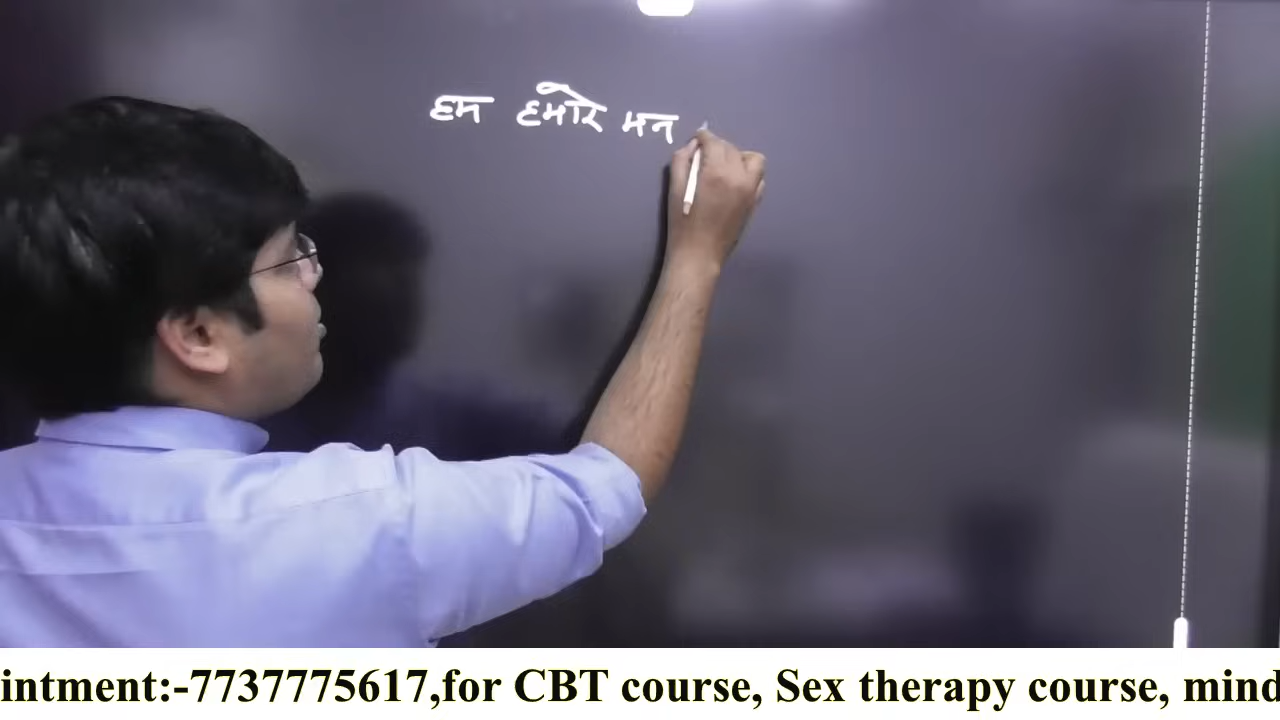 हम हमारे मन
intment:-7737775617,for CBT course, Sex therapy course, mind